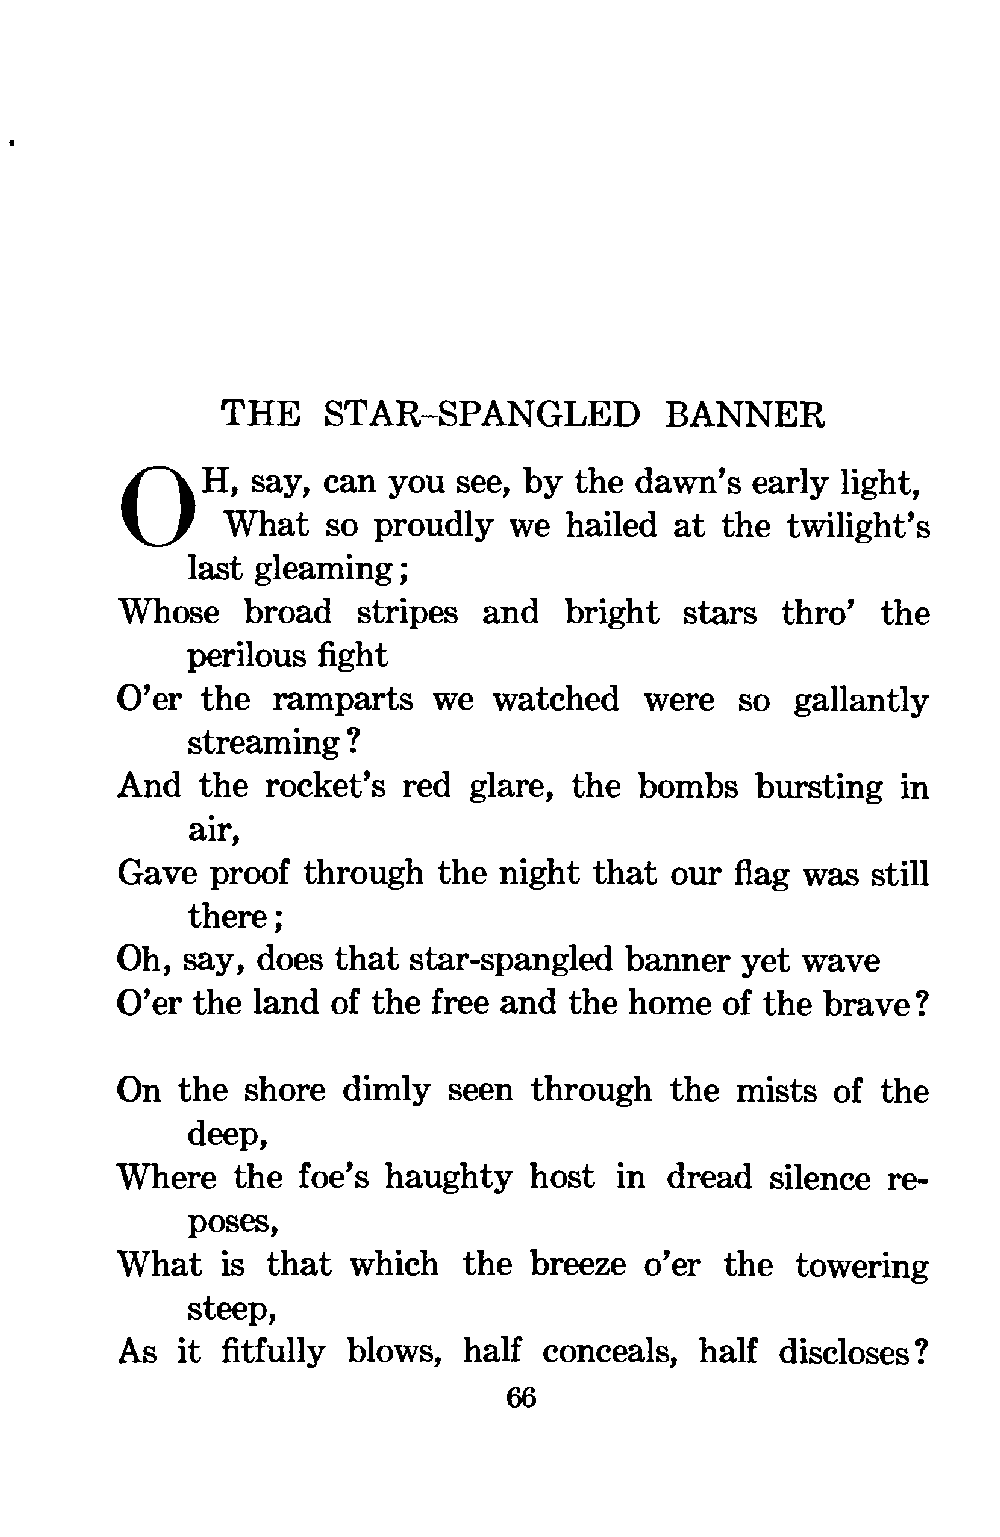 THE STAR-SPANGLED BANNER
OH, say, can you see, by the dawn's early light,
What so proudly we hailed at the twilight's
last gleaming;
Whose broad stripes and bright stars thro' the
perilous fight
O'er the ramparts we watched were so gallantly
streaming?
And the rocket's red glare, the bombs bursting in
air,
Gave proof through the night that our flag was still
there;
Oh, say, does that star-spangled banner yet wave
O'er the land of the free and the home of the brave?
On the shore dimly seen through the mists of the
deep,
Where the foe's haughty host in dread silence re-
poses,
What is that which the breeze o'er the towering
steep,
As it fitfully blows, half conceals, half discloses?
66